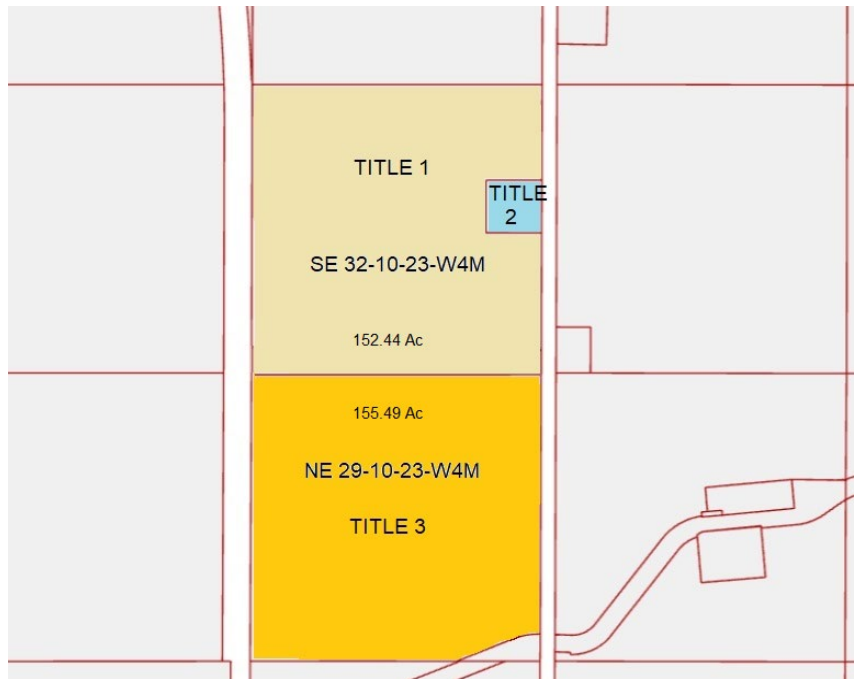 TITLE 1
TITLE
2
SE 32-10-23-W4M
152.44 Ac
155.49 Ac
NE 29-10-23-W4M
TITLE 3